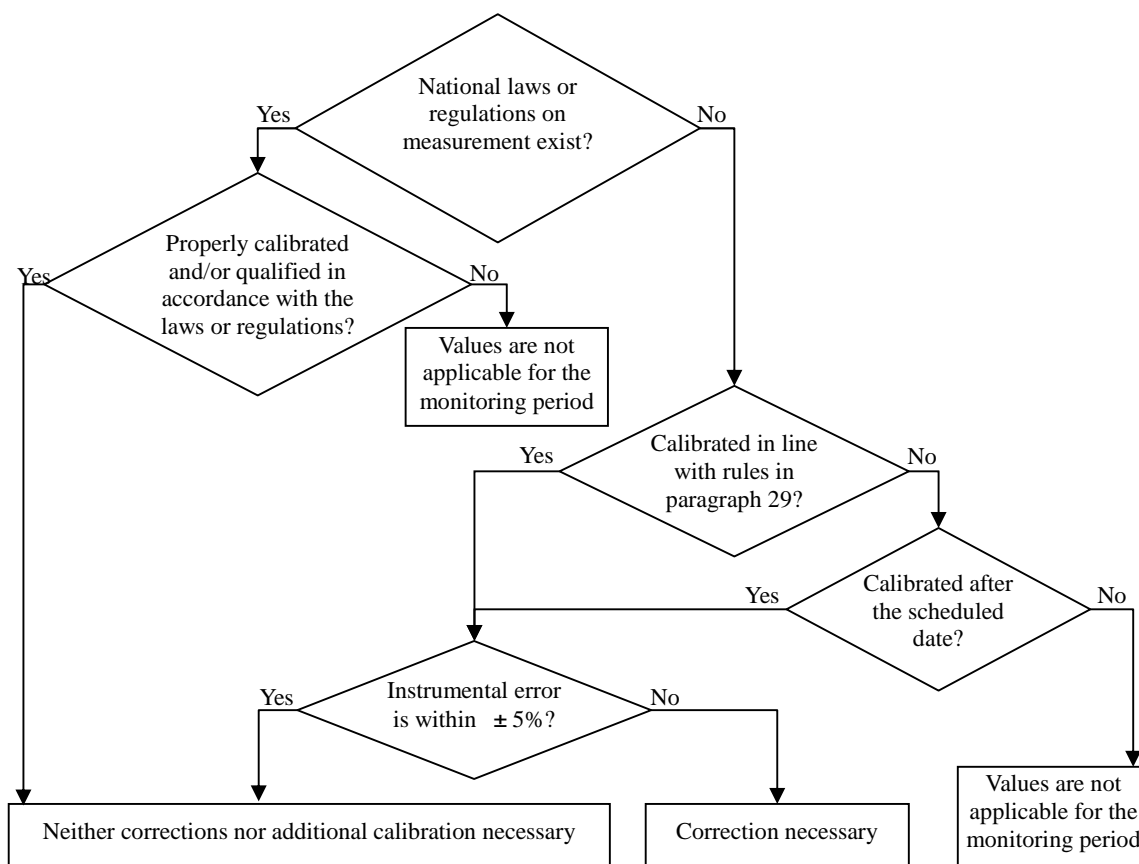 National laws or
regulations on
measurement exist?
Yes
No
Properly calibrated
and/or qualified in
accordance with the
laws or regulations?
Yes
No
Values are not
applicable for the
monitoring period
Calibrated in line
with rules in
paragraph 29?
Yes
No
Calibrated after
the scheduled
date?
Yes
No
Instrumental error
is within ± 5%?
Yes
No
Values are not
applicable for the
monitoring period
Neither corrections nor additional calibration necessary
Correction necessary